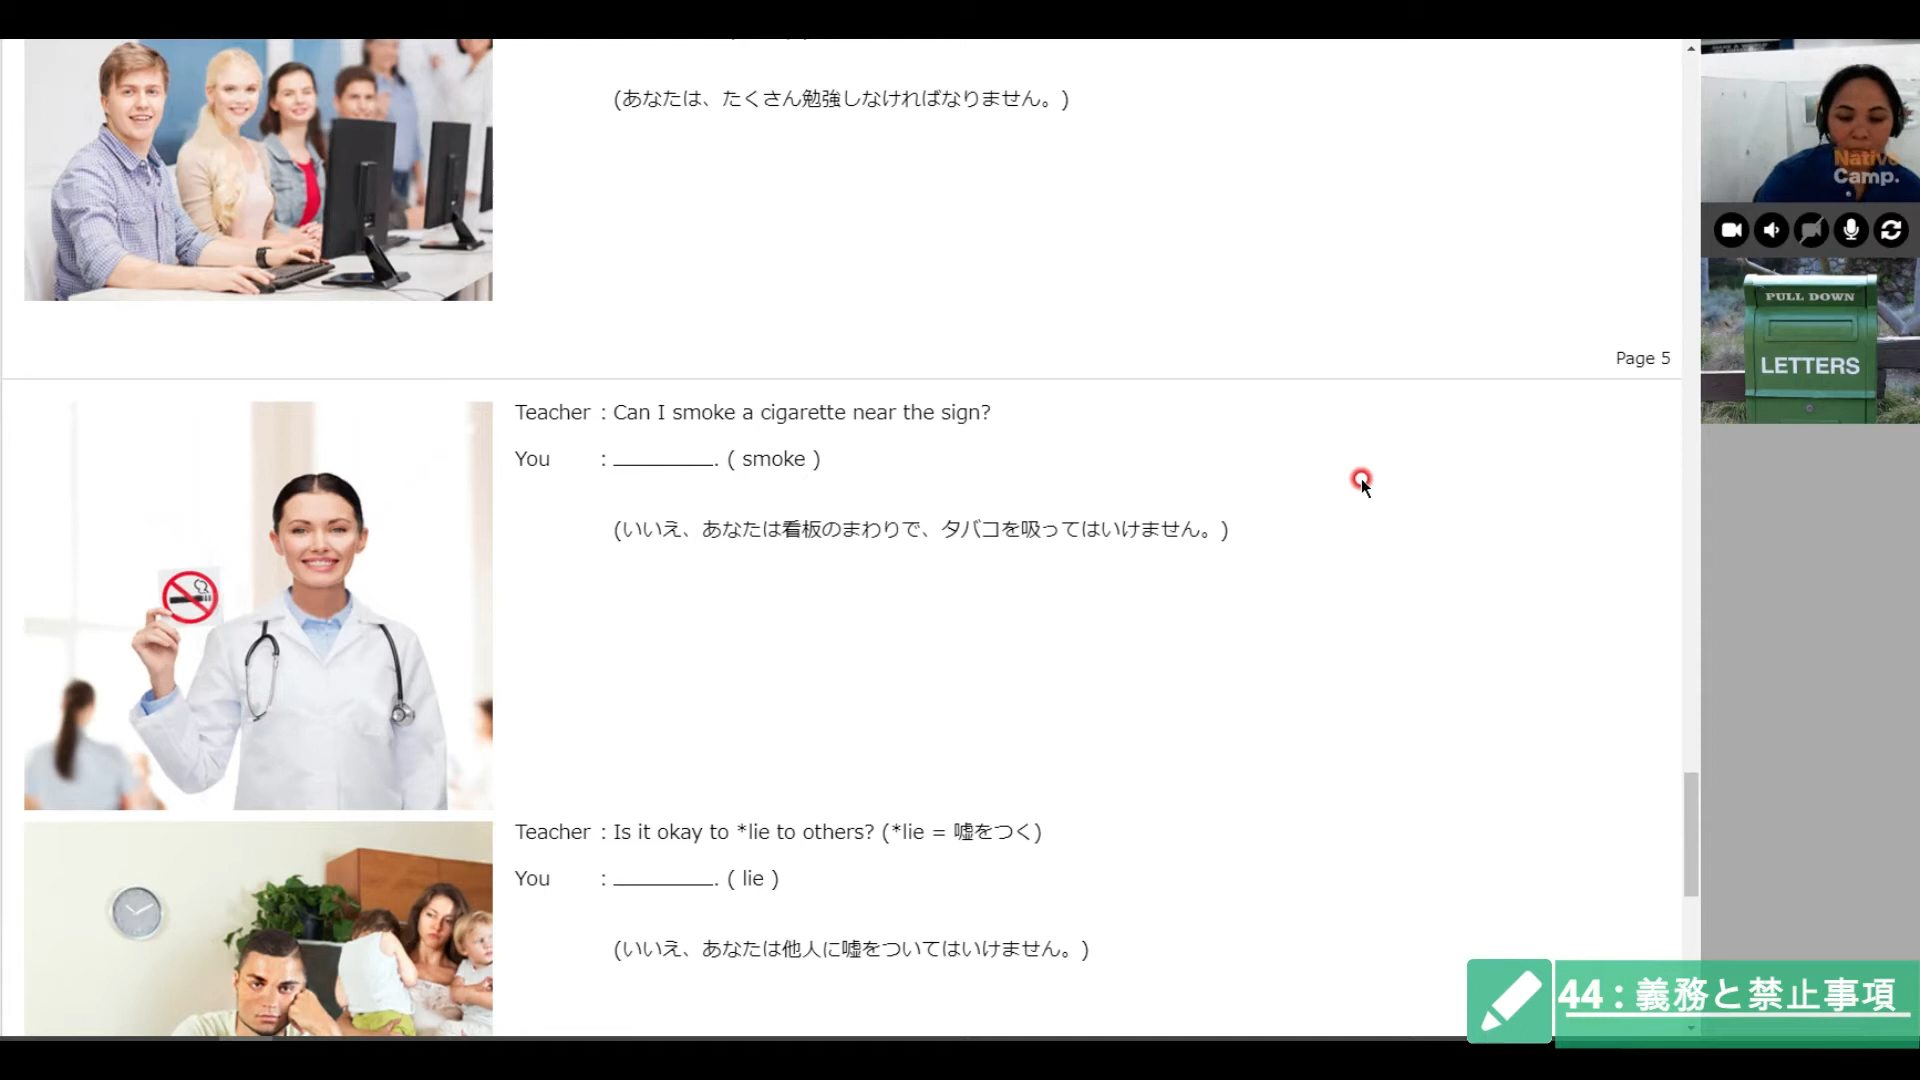 (あなたは、たくさん勉強しなければなりません。)
Native
Camp.
PULL DOWN
LETTERS
Page 5
Teacher : Can I smoke a cigarette near the sign?
You : ________. ( smoke )
(いいえ、あなたは看板のまわりで、タバコを吸ってはいけません。)
Teacher : Is it okay to *lie to others? (*lie = 嘘をつく)
You : ________. ( lie )
(いいえ、あなたは他人に嘘をついてはいけません。)
44:義務と禁止事項